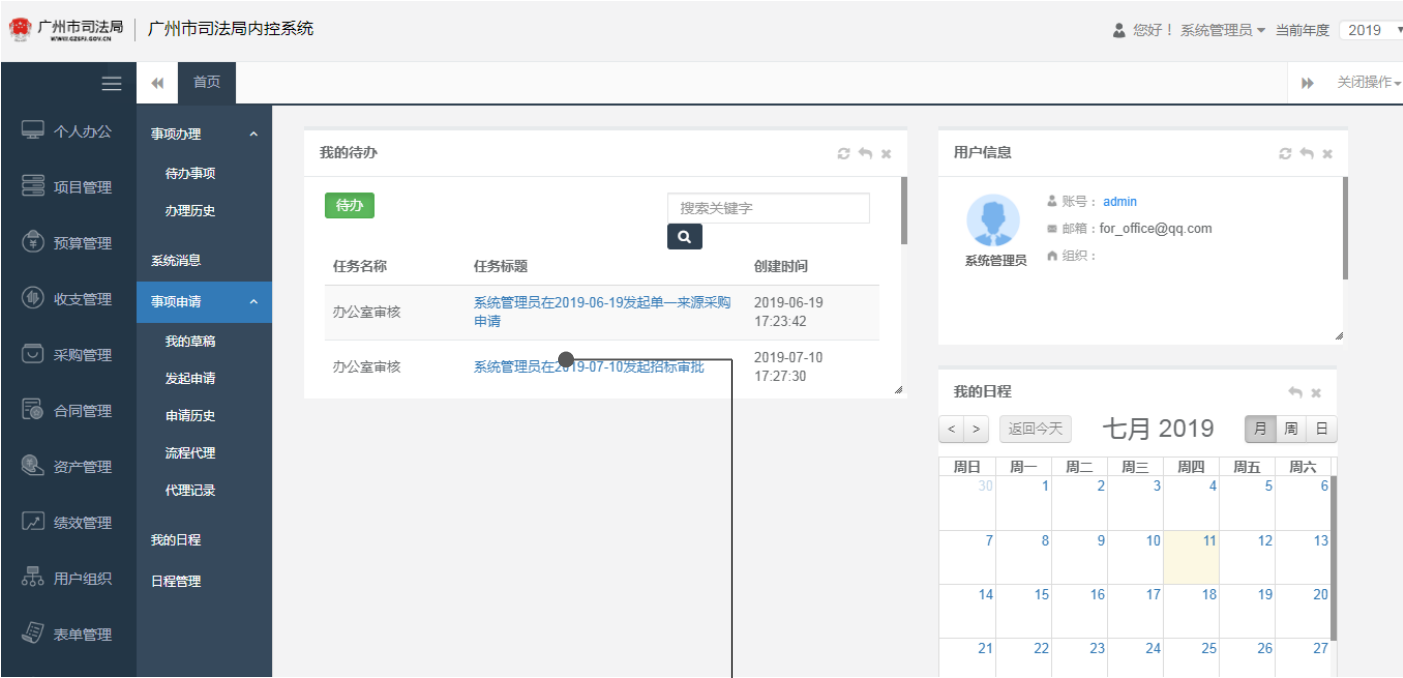 广州市司法局 广州市司法局内控系统 您好！ 系统管理员 当前年度 2019
WWW.GZSFJ.GOV.CN
首页 关闭操作
个人办公
项目管理
预算管理
收支管理
采购管理
合同管理
资产管理
绩效管理
用户组织
表单管理
事项办理
待办事项
办理历史
系统消息
事项申请
我的草稿
发起申请
申请历史
流程代理
代理记录
我的日程
日程管理
我的待办
待办 搜索关键字
任务名称 任务标题 创建时间
办公室审核 系统管理员在2019-06-19发起单一来源采购
申请 2019-06-19
17:23:42
办公室审核 系统管理员在2019-07-10发起招标审批 2019-07-10
17:27:30
用户信息
账号： admin
邮箱：for_office@qq.com
系统管理员 组织：
我的日程
< > 返回今天 七月 2019 月 周 日
周日 周一 周二 周三 周四 周五 周六
30 1 2 3 4 5 6
7 8 9 10 11 12 13
14 15 16 17 18 19 20
21 22 23 24 25 26 27